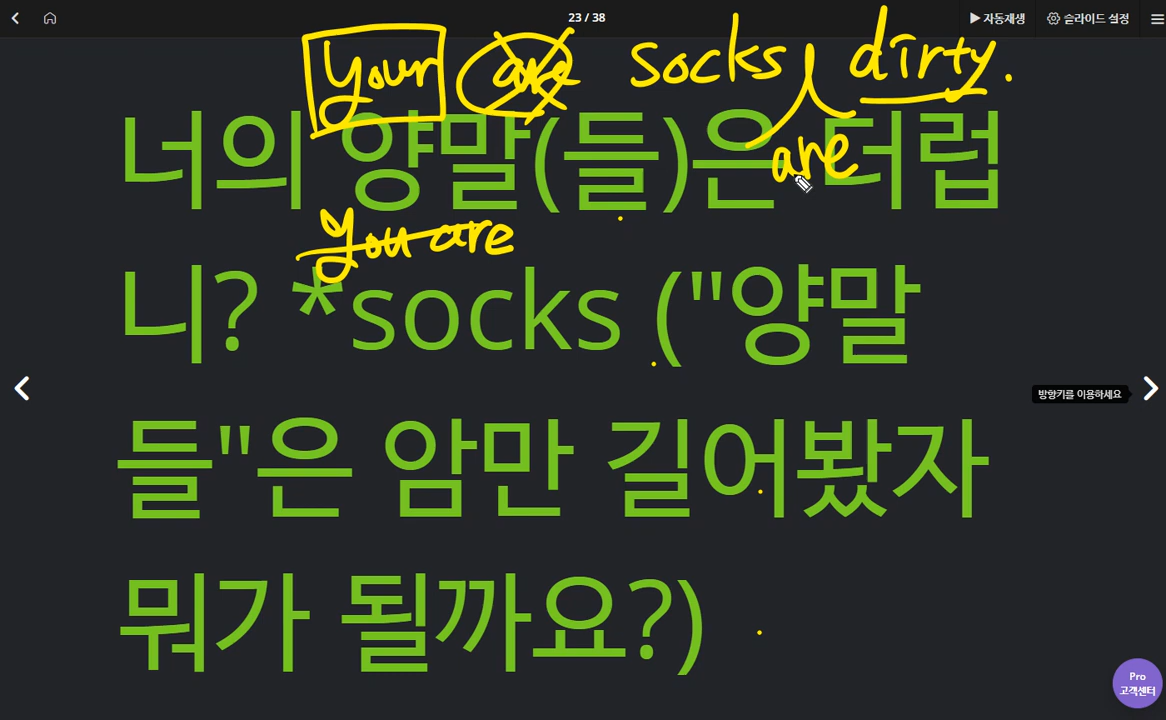 23 / 38
자동재생
슬라이드 설정
Your are socks are dirty.
너의 양말(들)은 더럽
You are
니? *socks ("양말
방향키를 이용하세요
들"은 암만 길어봤자
뭐가 될까요?)
Pro
고객센터